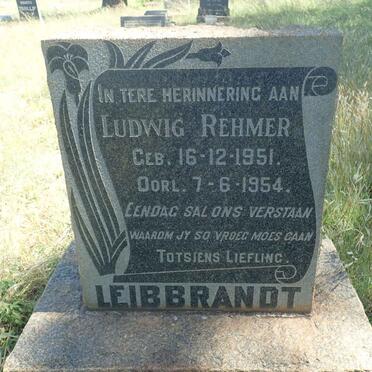 IN TERE HERINNERING AAN
LUDWIG REHMER
GEB. 16-12-1951.
OORL. 7-6-1954.
EENDAG SAL ONS VERSTAAN
WAAROM JY SO VROEG MOES GAAN
TOTSIENS LIEFLING.
LEIBBRANDT